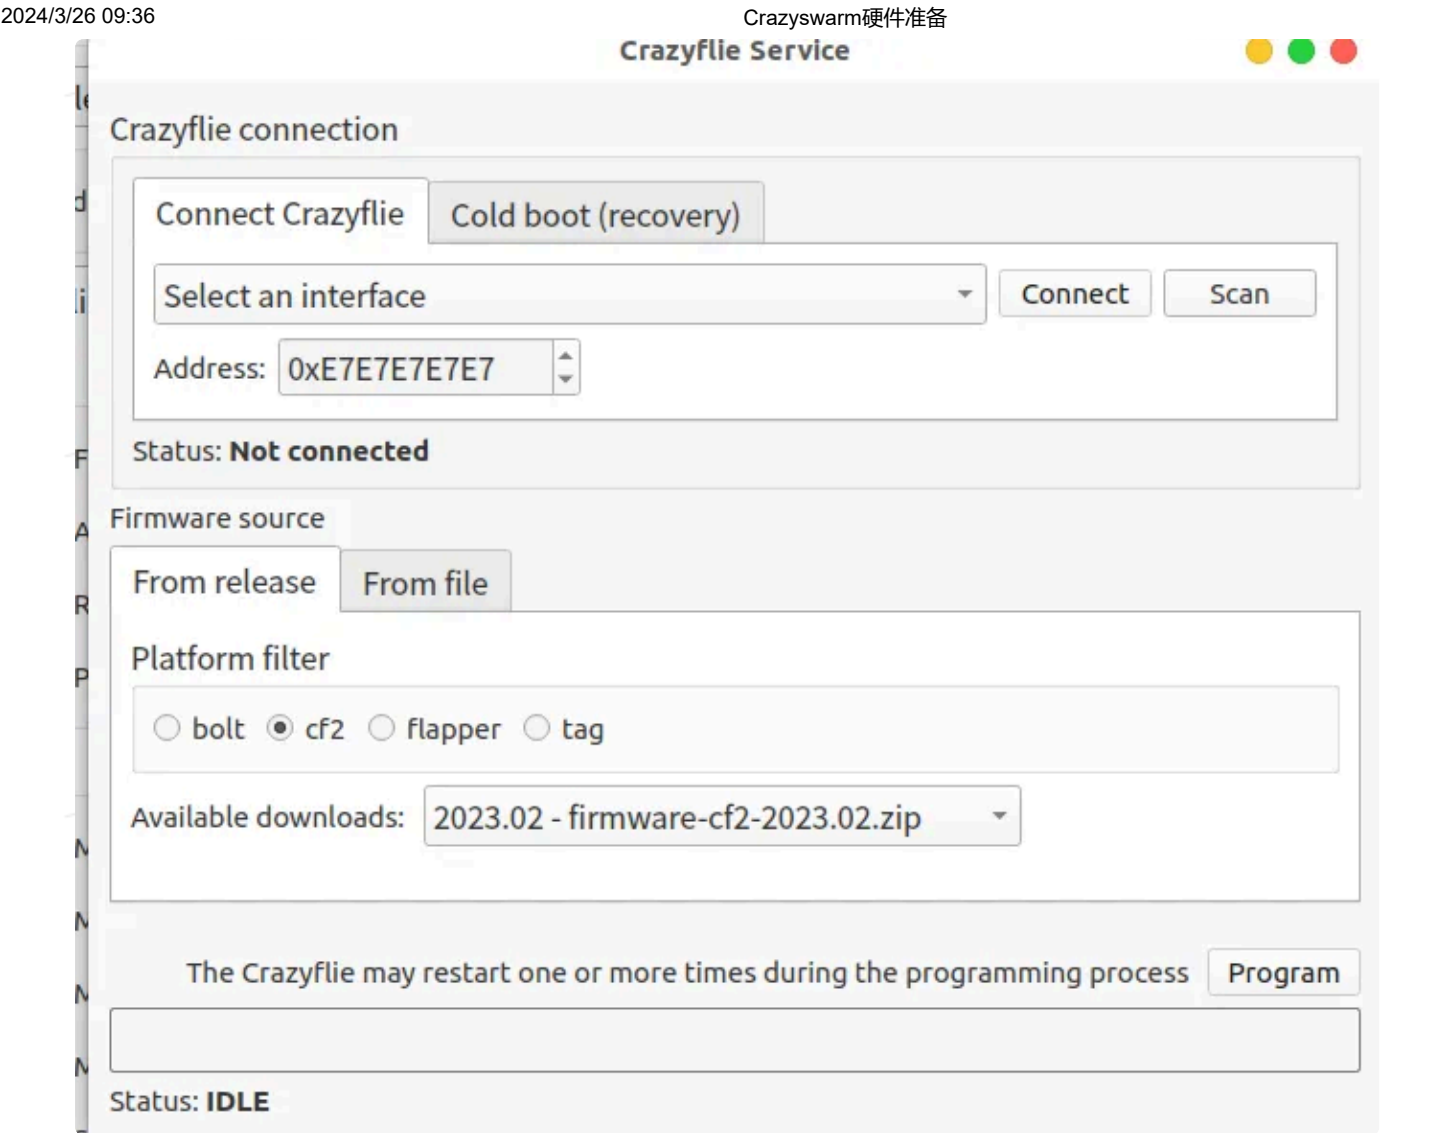 2024/3/26 09:36 Crazyswarm硬件准备
Crazyflie Service
Crazyflie connection
Connect Crazyflie Cold boot (recovery)
Select an interface Connect Scan
Address: 0xE7E7E7E7E7
Status: Not connected
Firmware source
From release From file
Platform filter
bolt cf2 flapper tag
Available downloads: 2023.02 - firmware-cf2-2023.02.zip
The Crazyflie may restart one or more times during the programming process Program
Status: IDLE